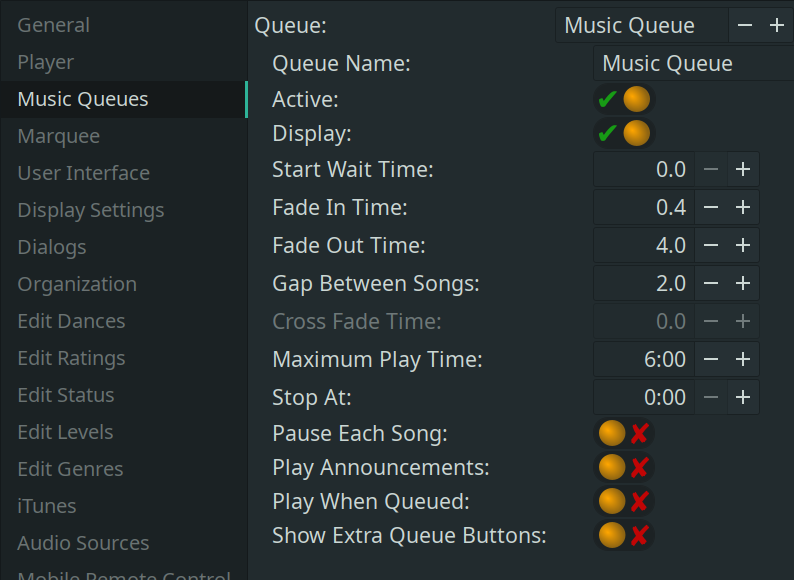 General
Player
Music Queues
Marquee
User Interface
Display Settings
Dialogs
Organization
Edit Dances
Edit Ratings
Edit Status
Edit Levels
Edit Genres
iTunes
Audio Sources
Mobile Remote Control
Queue: Music Queue
Queue Name: Music Queue
Active:
Display:
Start Wait Time: 0.0
Fade In Time: 0.4
Fade Out Time: 4.0
Gap Between Songs: 2.0
Cross Fade Time: 0.0
Maximum Play Time: 6:00
Stop At: 0:00
Pause Each Song:
Play Announcements:
Play When Queued:
Show Extra Queue Buttons: